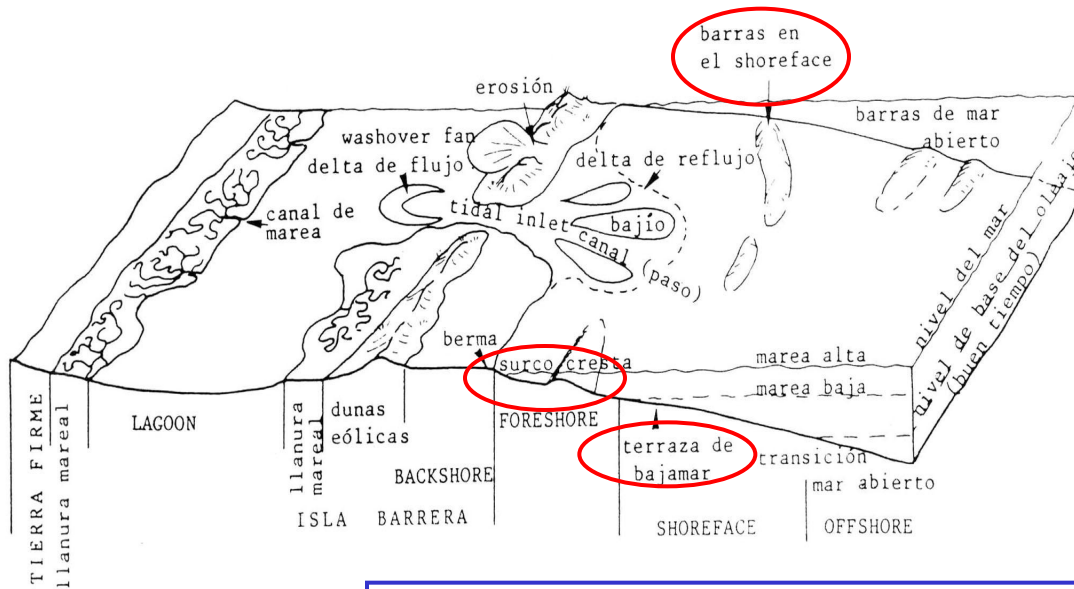 barras en
el shoreface
erosión
barras de mar
abierto
washover fan
delta de flujo
delta de reflujo
canal de
marea
tidal inlet
bajío
canal (paso)
nivel del mar
nivel de base del oleaje
(buen tiempo)
berma
surco cresta
marea alta
marea baja
TIERRA FIRME
llanura mareal
LAGOON
llanura
mareal
dunas
eólicas
BACKSHORE
FORESHORE
terraza de
bajamar
transición
mar abierto
ISLA BARRERA
SHOREFACE
OFFSHORE